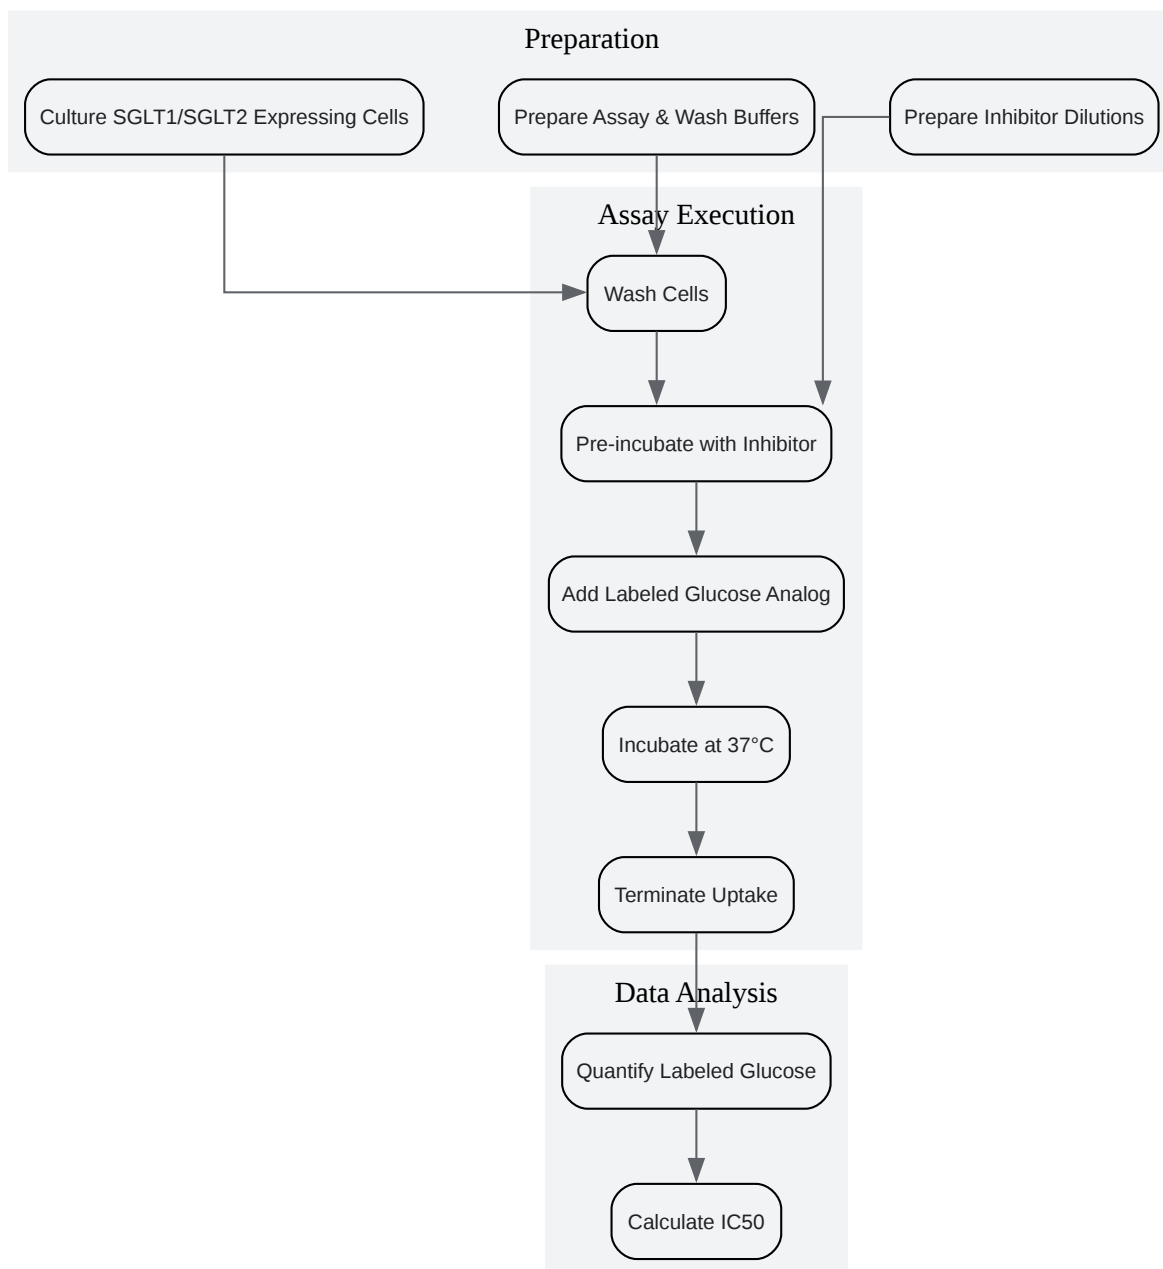 Preparation
Culture SGLT1/SGLT2 Expressing Cells
Prepare Assay & Wash Buffers
Prepare Inhibitor Dilutions
Assay Execution
Wash Cells
Pre-incubate with Inhibitor
Add Labeled Glucose Analog
Incubate at 37°C
Terminate Uptake
Data Analysis
Quantify Labeled Glucose
Calculate IC50